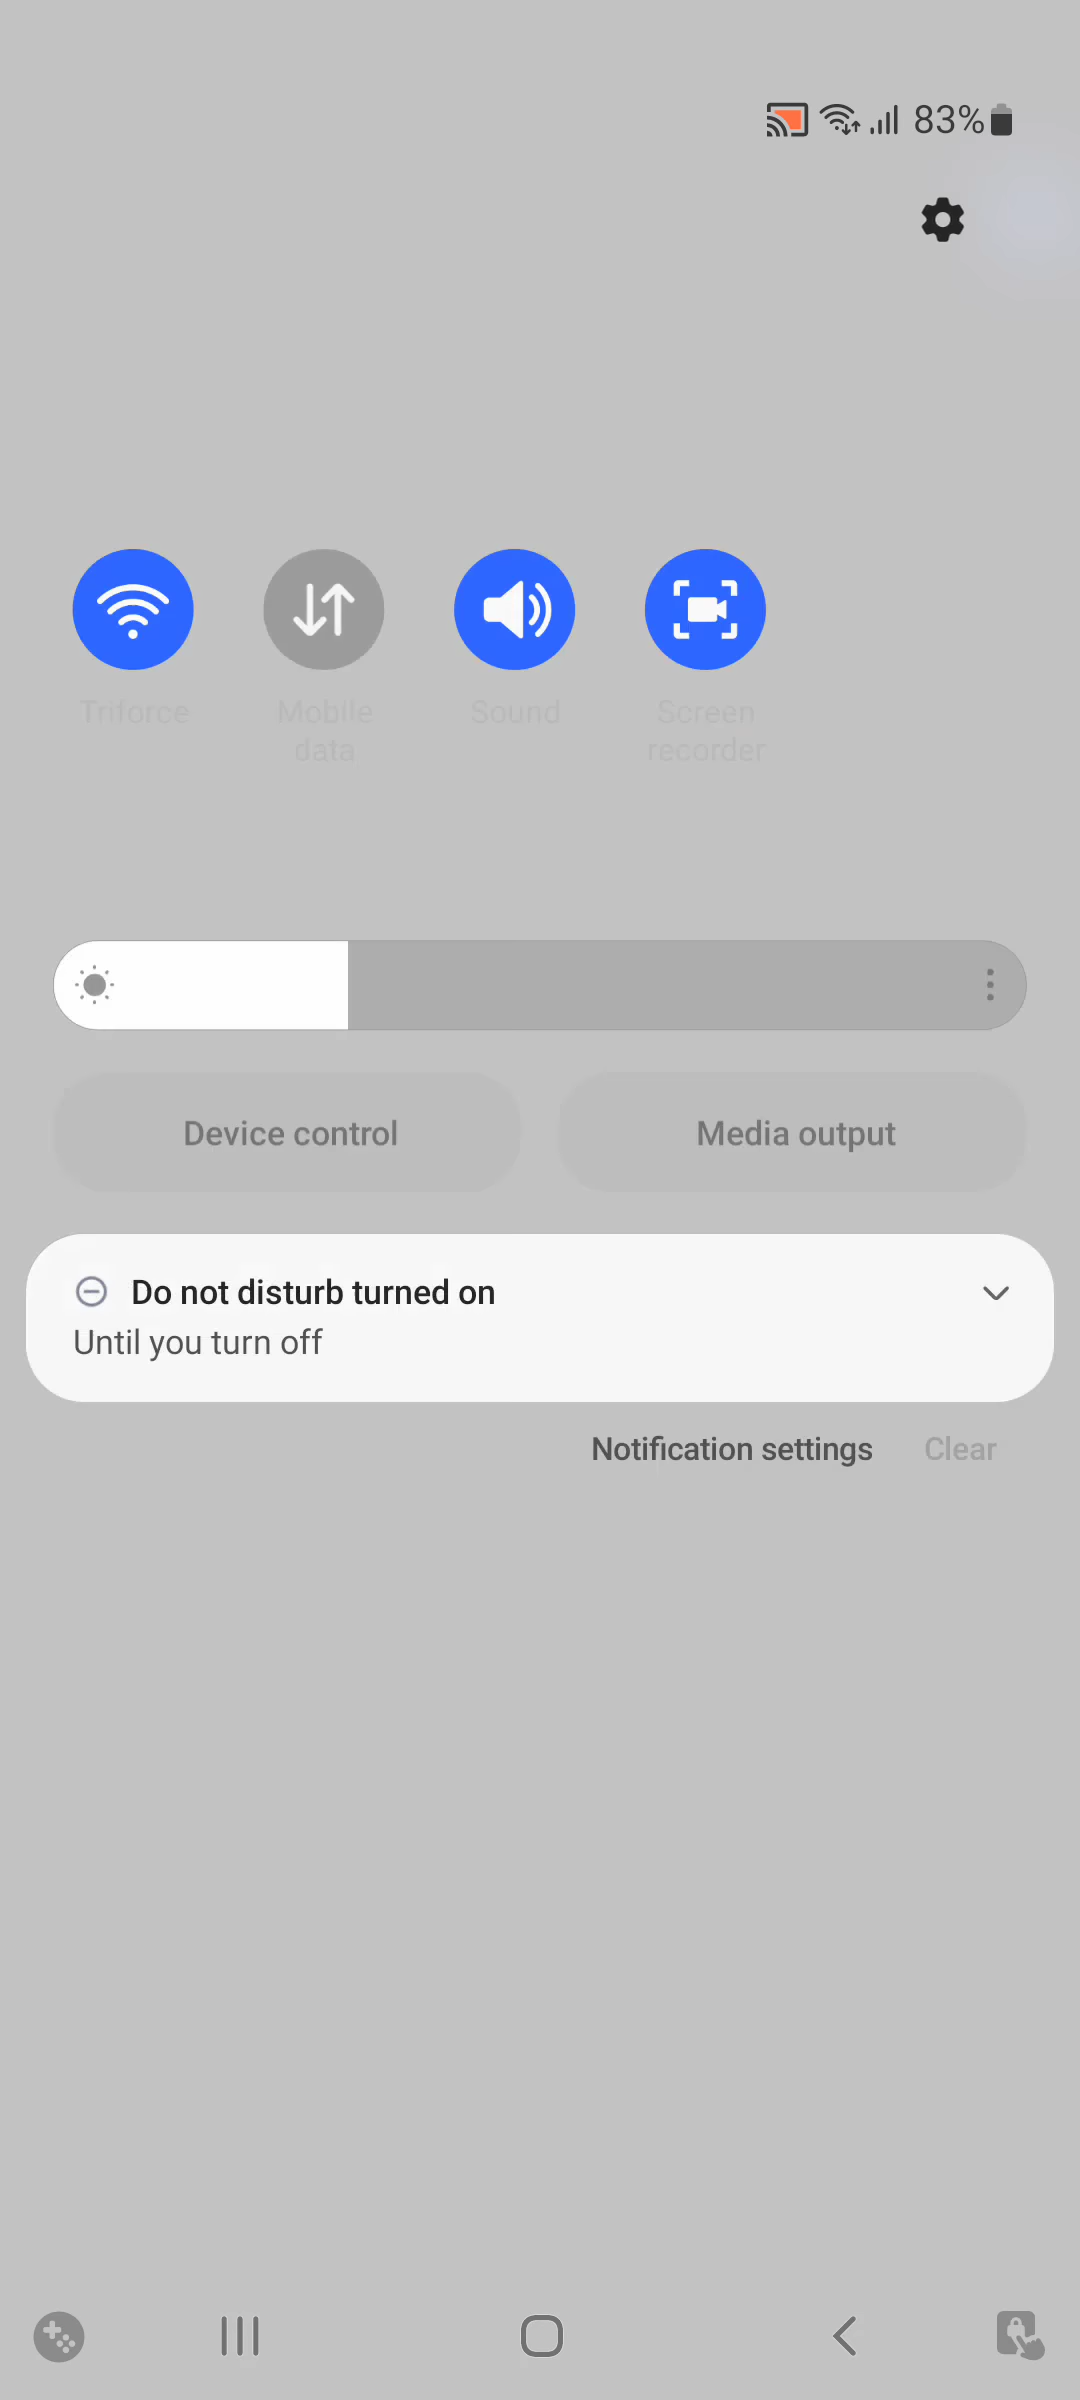 83%
Triforce
Mobile
data
Sound
Screen
recorder
Device control
Media output
Do not disturb turned on
Until you turn off
Notification settings
Clear